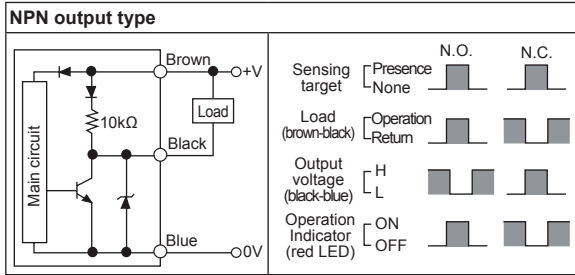 NPN output type
Brown
+V
Load
10kΩ
Black
Main circuit
Blue
0V
N.O.
N.C.
Sensing target
Presence
None
Load
(brown-black)
Operation
Return
Output
voltage
(black-blue)
H
L
Operation
Indicator
(red LED)
ON
OFF